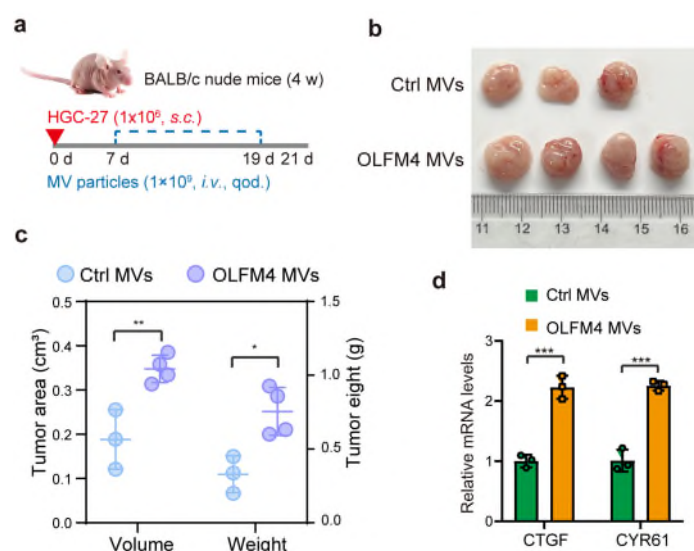 a
BALB/c nude mice (4 w)
HGC-27 (1x10⁶, s.c.)
0 d 7 d 19 d 21 d
MV particles (1×10⁹, i.v., qod.)
b
Ctrl MVs
OLFM4 MVs
11 12 13 14 15 16
c
Ctrl MVs OLFM4 MVs
Tumor area (cm³)
0.5
0.4
0.3
0.2
0.1
0.0
** *
1.5
1.0
0.5
0.0
Tumor eight (g)
Volume Weight
d
Ctrl MVs
OLFM4 MVs
Relative mRNA levels
3
2
1
0
*** ***
CTGF CYR61